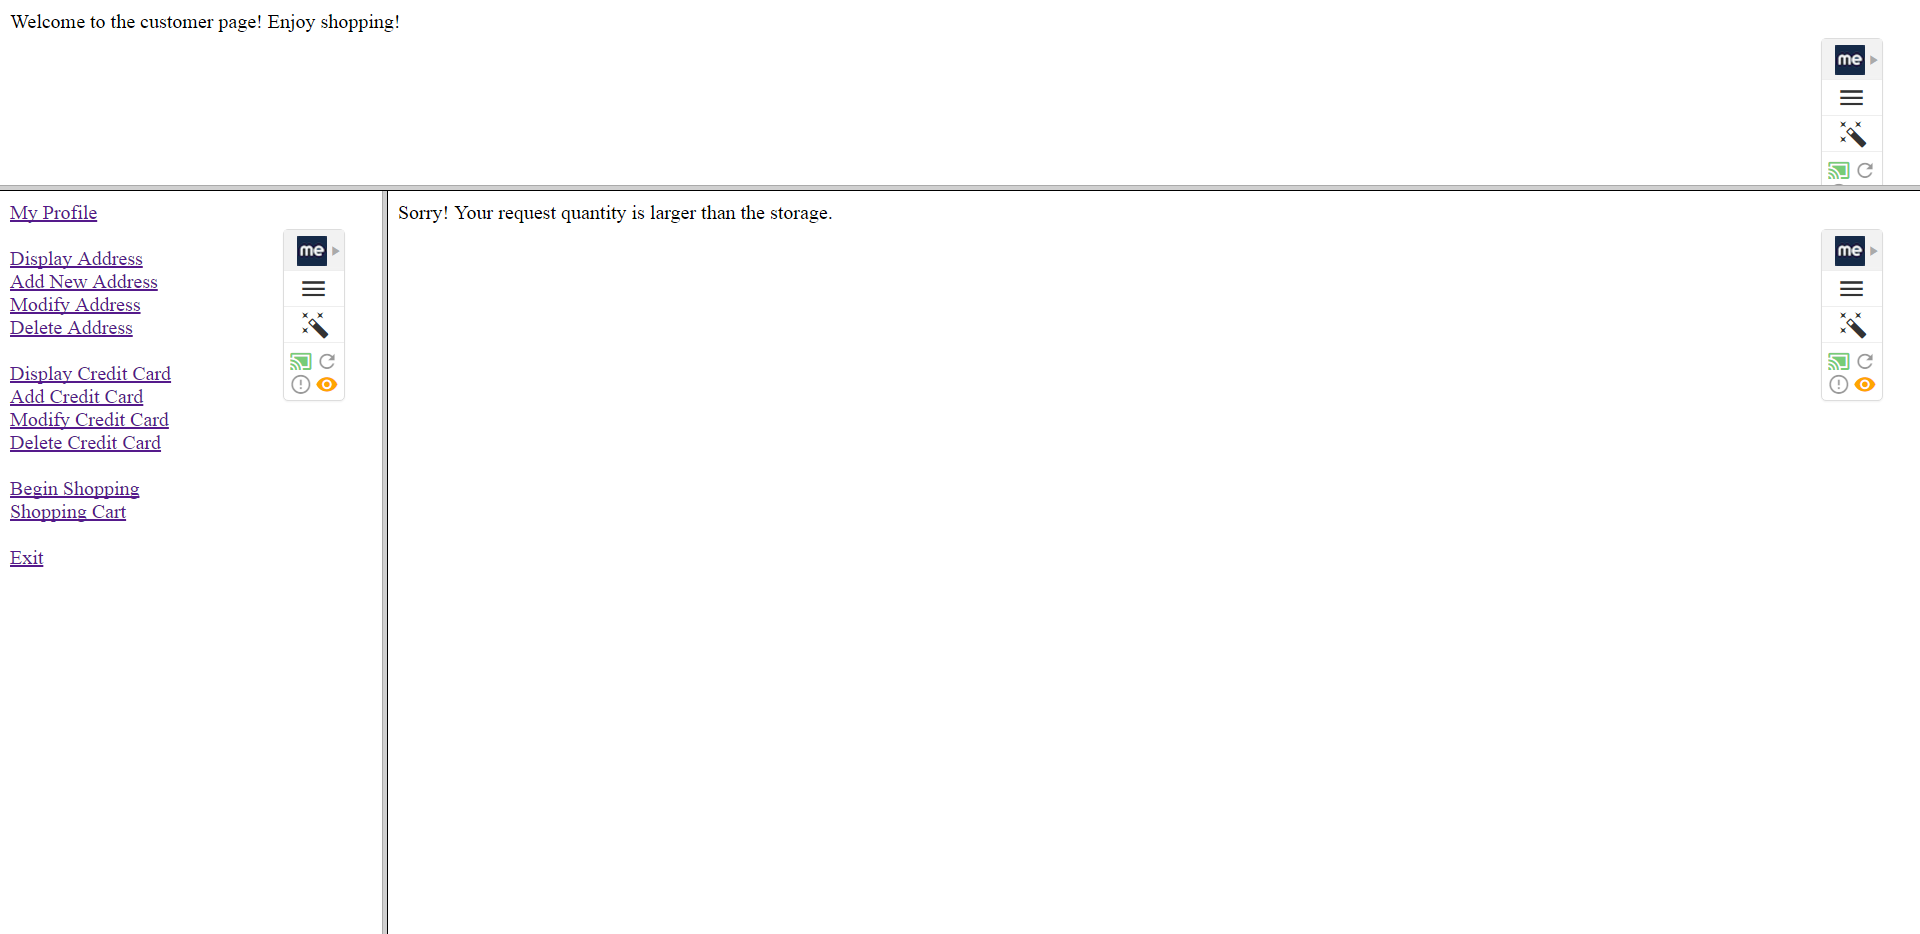 Welcome to the customer page! Enjoy shopping!
me
My Profile
Display Address
Add New Address
Modify Address
Delete Address
Display Credit Card
Add Credit Card
Modify Credit Card
Delete Credit Card
Begin Shopping
Shopping Cart
Exit
me
Sorry! Your request quantity is larger than the storage.
me